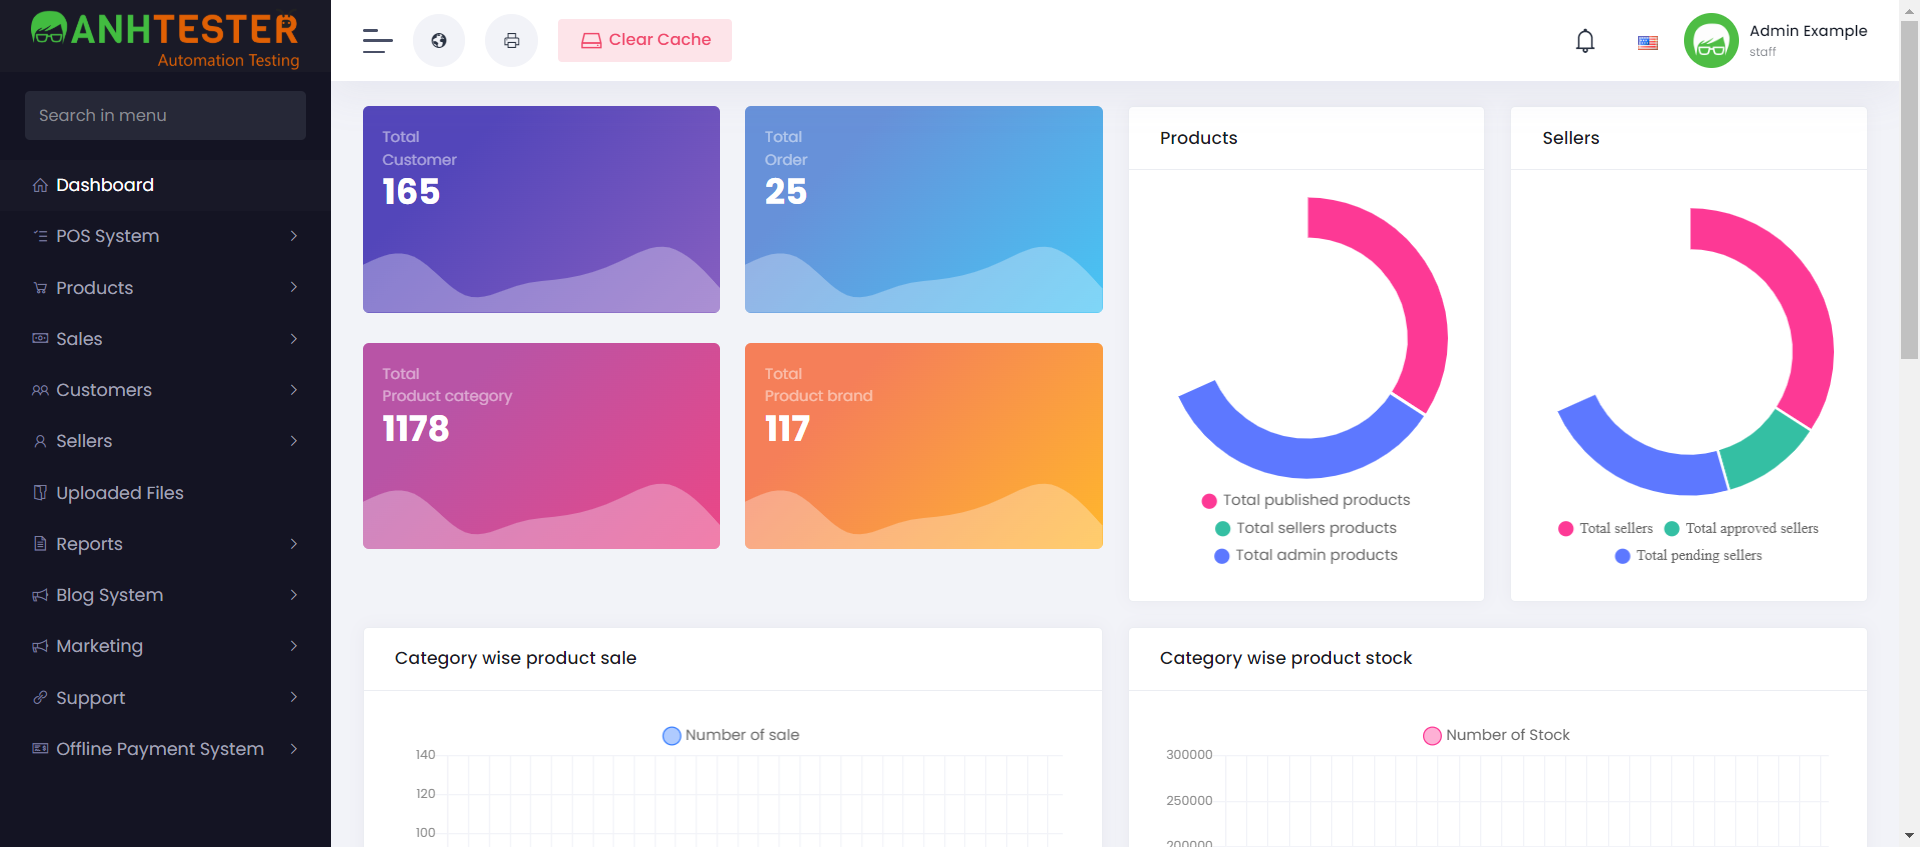 ANHTESTER
Automation Testing
Search in menu
Dashboard
POS System
Products
Sales
Customers
Sellers
Uploaded Files
Reports
Blog System
Marketing
Support
Offline Payment System
Clear Cache
Admin Example
staff
Total
Customer
165
Total
Order
25
Total
Product category
1178
Total
Product brand
117
Products
Total published products
Total sellers products
Total admin products
Sellers
Total sellers Total approved sellers
Total pending sellers
Category wise product sale
Number of sale
140
120
100
Category wise product stock
Number of Stock
300000
250000
200000